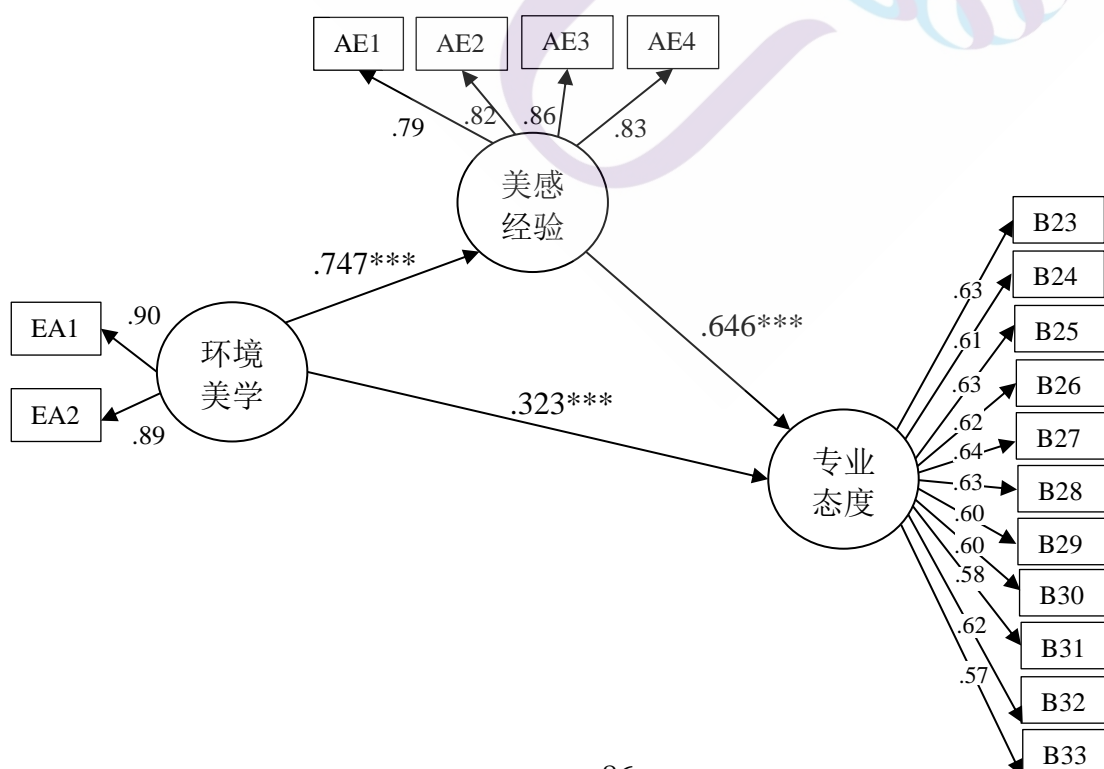 AE1 AE2 AE3 AE4
.79 .82 .86 .83
美感
经验
.747***
.646***
EA1 .90
EA2 .89
环境
美学
.323***
专业
态度
.63 B23
.61 B24
.63 B25
.62 B26
.64 B27
.63 B28
.60 B29
.60 B30
.58 B31
.62 B32
.57 B33